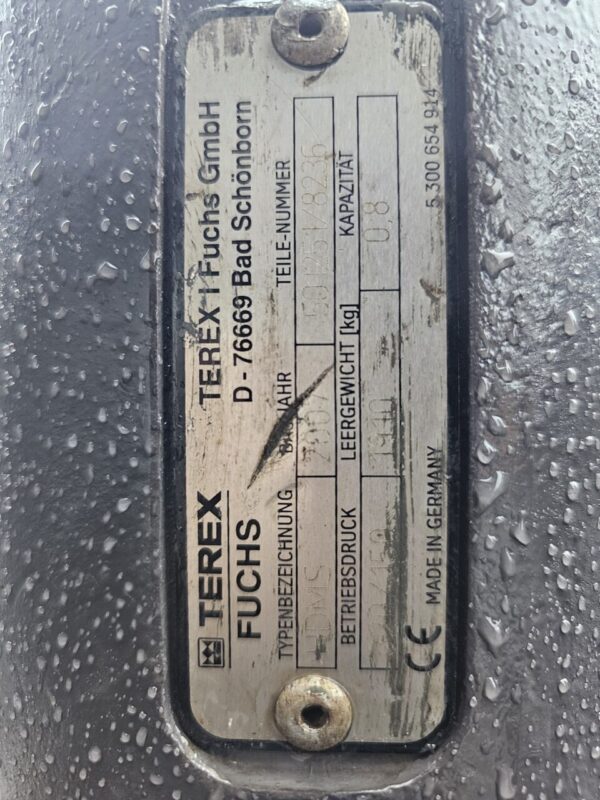 TEREX
FUCHS
TEREX | Fuchs GmbH
D - 76669 Bad Schönborn
TYPENBEZEICHNUNG
TEILE-NUMMER
DMS
BETRIEBSDRUCK
LEERGEWICHT [kg]
KAPAZITÄT
0,8
CE
MADE IN GERMANY
5 300 654 914